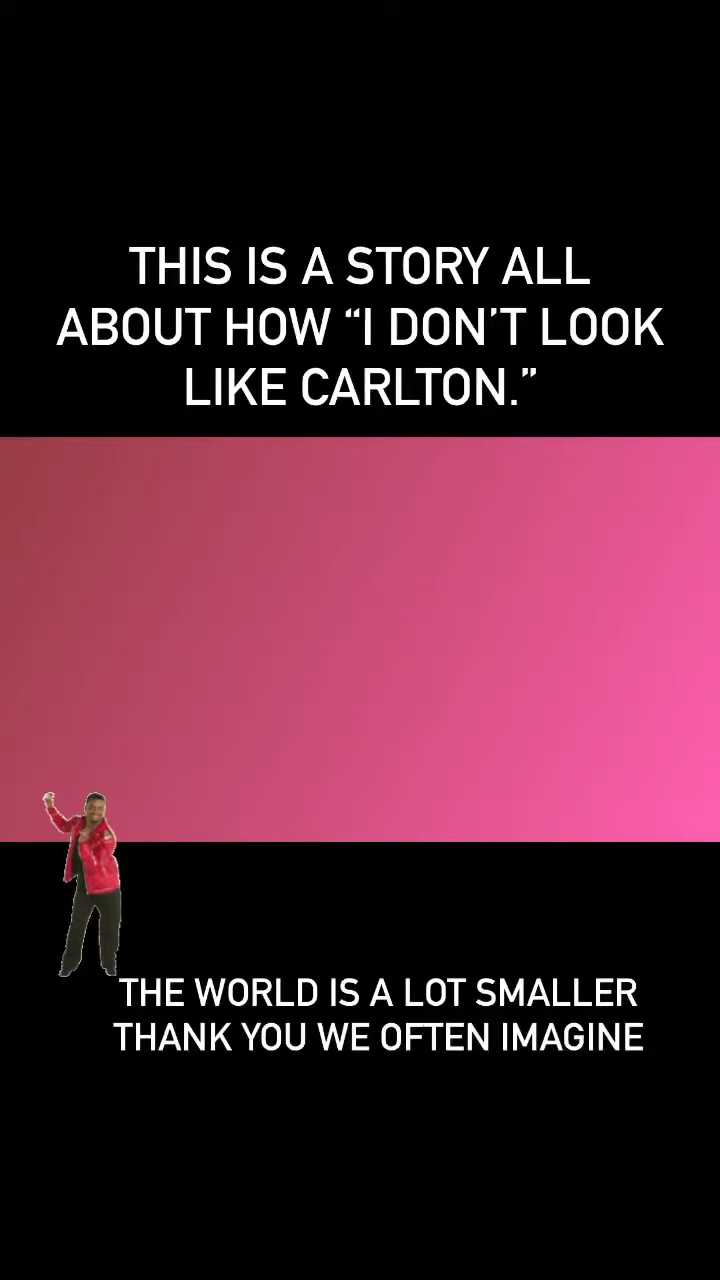 THIS IS A STORY ALL
ABOUT HOW “I DON’T LOOK
LIKE CARLTON.”
THE WORLD IS A LOT SMALLER
THANK YOU WE OFTEN IMAGINE